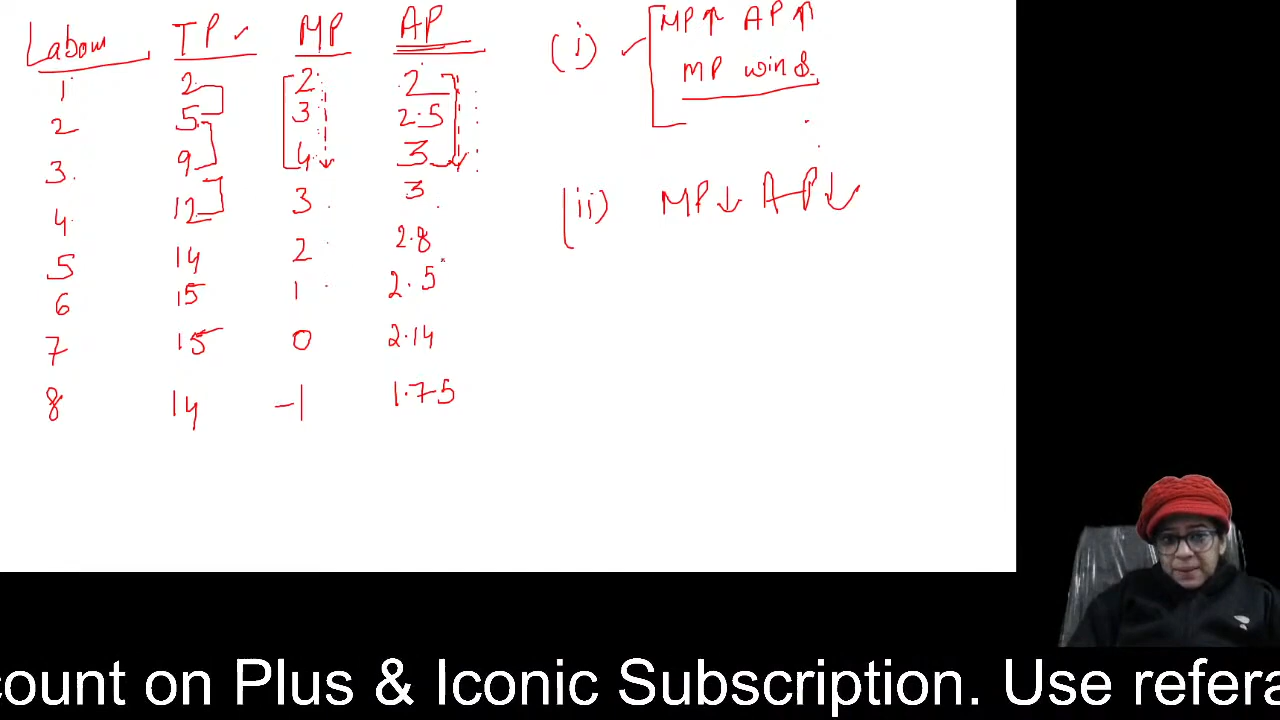 Labour TP MP AP
1 2 2 2
2 5 3 2.5
3. 9 4 3
4 12 3 3
5 14 2 2.8
6 15 1 2.5
7 15 0 2.14
8 14 -1 1.75
(i) MP↑ AP↑
MP wins.
(ii) MP↓ AP↓
count on Plus & Iconic Subscription. Use refera